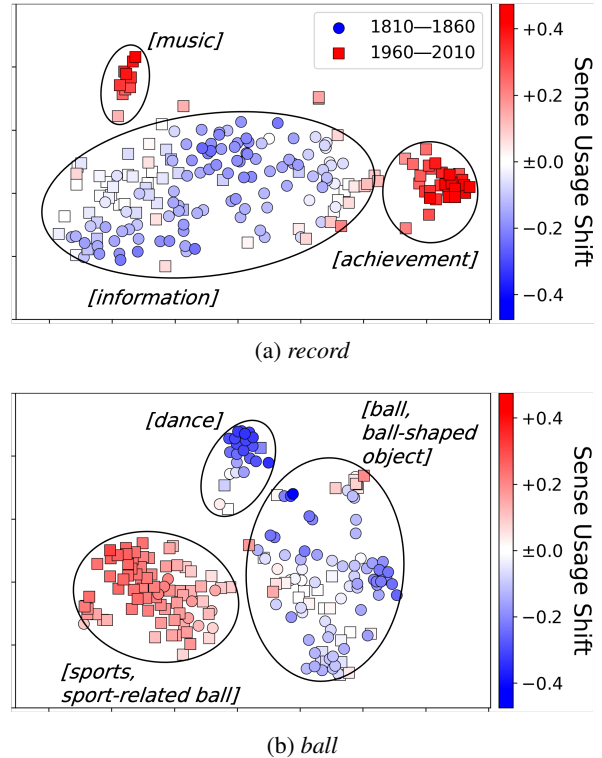 [music]
1810—1860
1960—2010
[achievement]
[information]
+0.4
+0.2
±0.0
−0.2
−0.4
Sense Usage Shift
(a) record
[dance]
[ball,
ball-shaped
object]
[sports,
sport-related ball]
+0.4
+0.2
±0.0
−0.2
−0.4
Sense Usage Shift
(b) ball